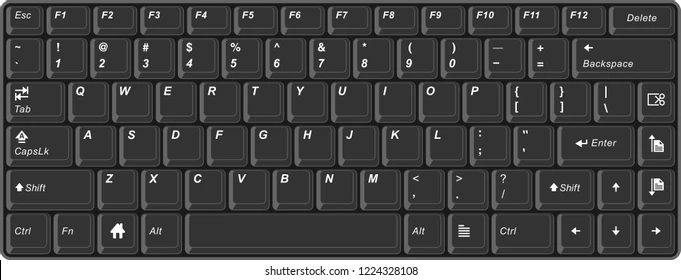 Esc F1 F2 F3 F4 F5 F6 F7 F8 F9 F10 F11 F12 Delete
~ ! @ # $ % ^ & * ( ) — +
` 1 2 3 4 5 6 7 8 9 0 - = Backspace
Tab Q W E R T Y U I O P { } |
[ ] \
CapsLk A S D F G H J K L : " Enter
; '
Shift Z X C V B N M < > ? Shift
, . /
Ctrl Fn Alt Alt Ctrl
shutterstock.com · 1224328108